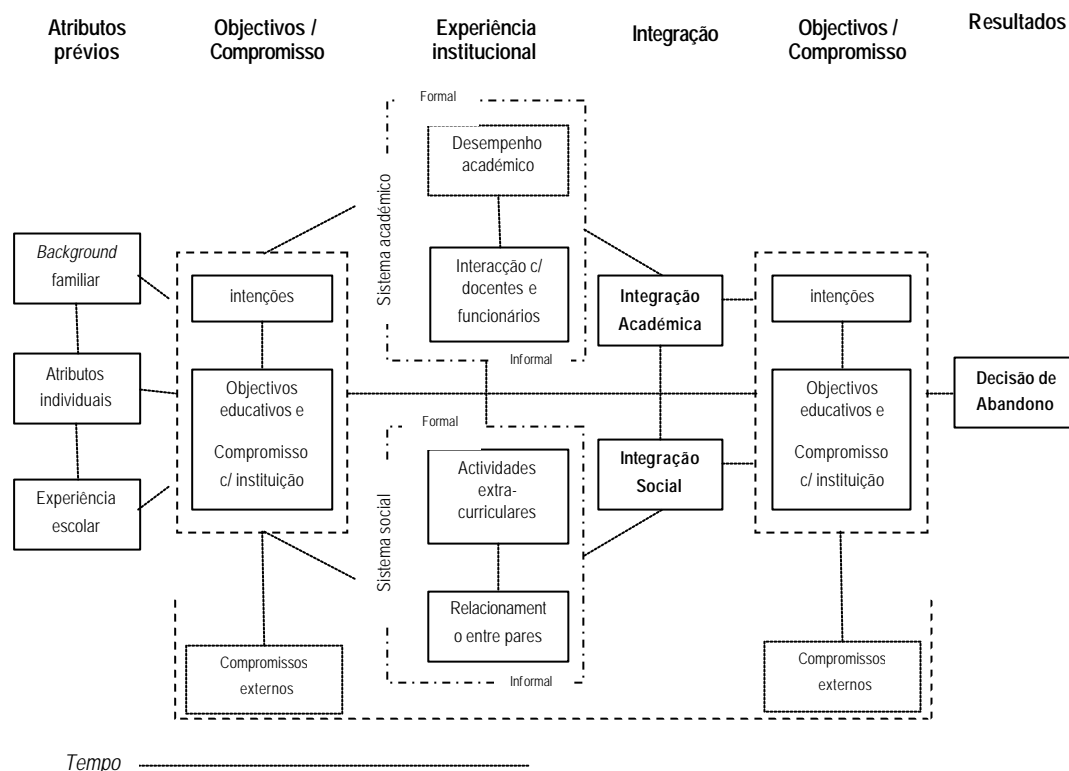 Atributos
prévios
Objectivos /
Compromisso
Experiência
institucional
Integração
Objectivos /
Compromisso
Resultados
Formal
Sistema académico
Desempenho
académico
Interacção c/
docentes e
funcionários
Informal
Background
familiar
Atributos
individuais
Experiência
escolar
intenções
Objectivos
educativos e
Compromisso
c/ instituição
Compromissos
externos
Formal
Sistema social
Actividades
extra-
curriculares
Relacionament
o entre pares
Informal
Integração
Académica
Integração
Social
intenções
Objectivos
educativos e
Compromisso
c/ instituição
Compromissos
externos
Decisão de
Abandono
Tempo